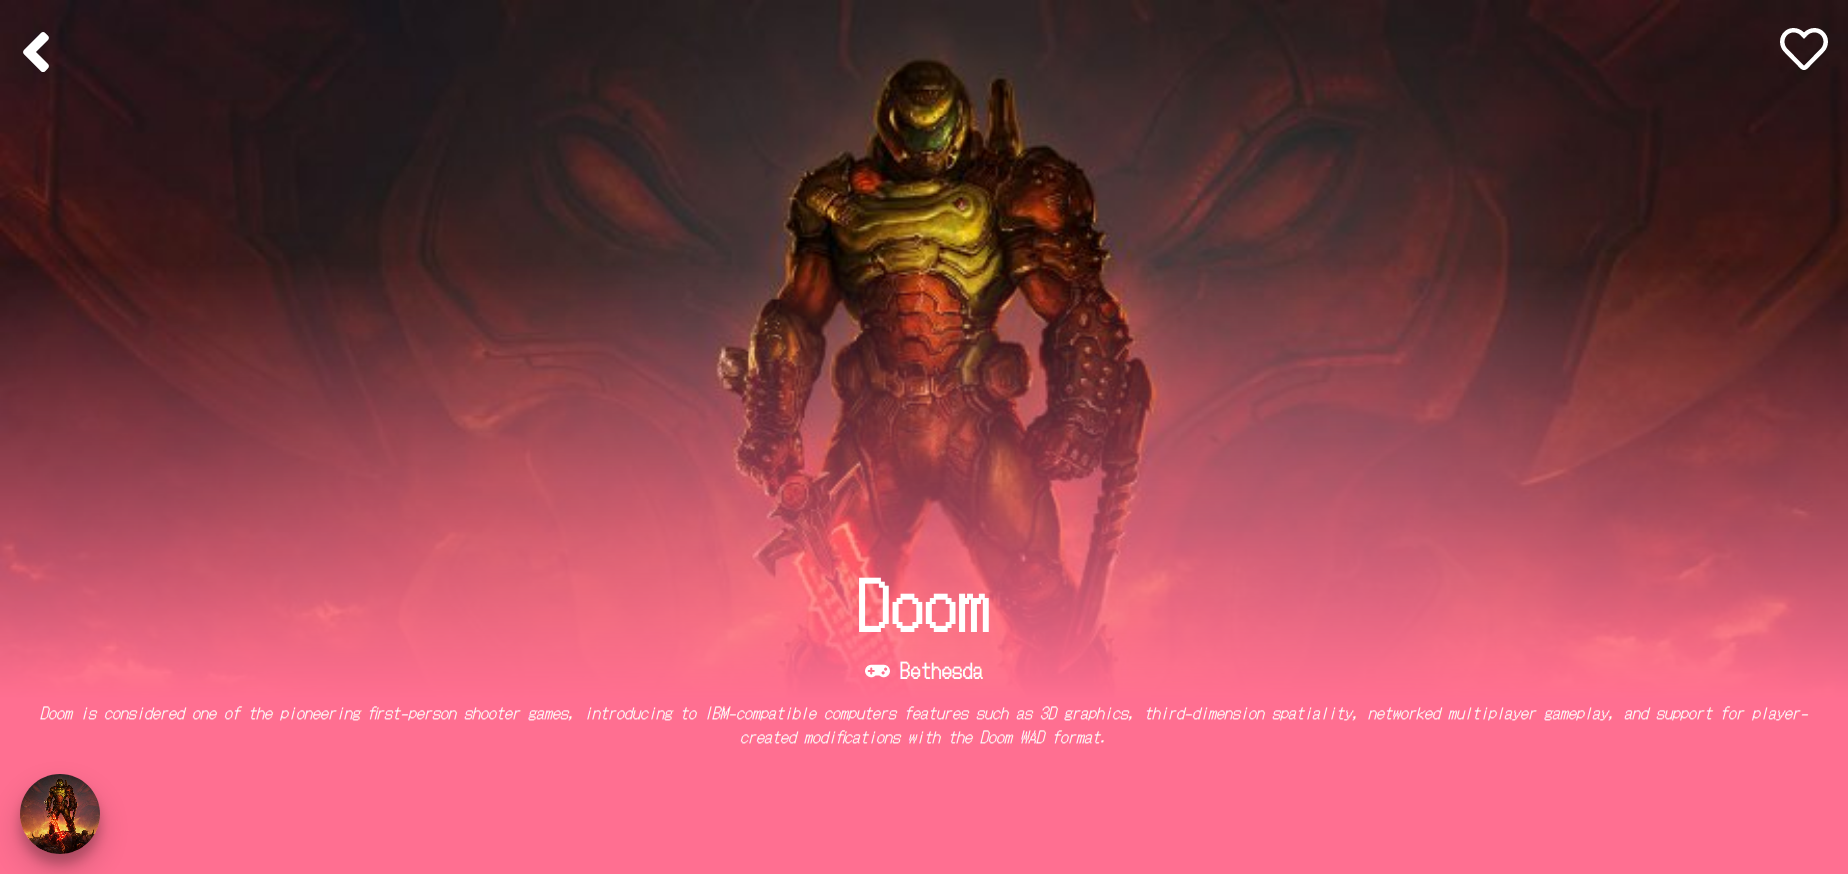 Doom
Bethesda
Doom is considered one of the pioneering first-person shooter games, introducing to IBM-compatible computers features such as 3D graphics, third-dimension spatiality, networked multiplayer gameplay, and support for player-
created modifications with the Doom WAD format.